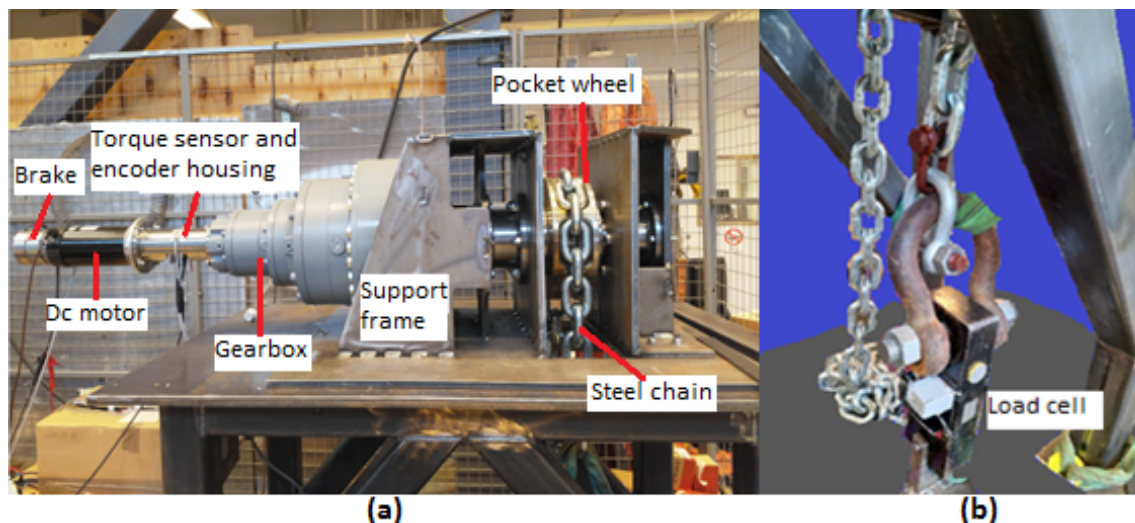 Pocket wheel
Torque sensor and
encoder housing
Brake
Dc motor
Gearbox
Support
frame
Steel chain
Load cell
(a)
(b)